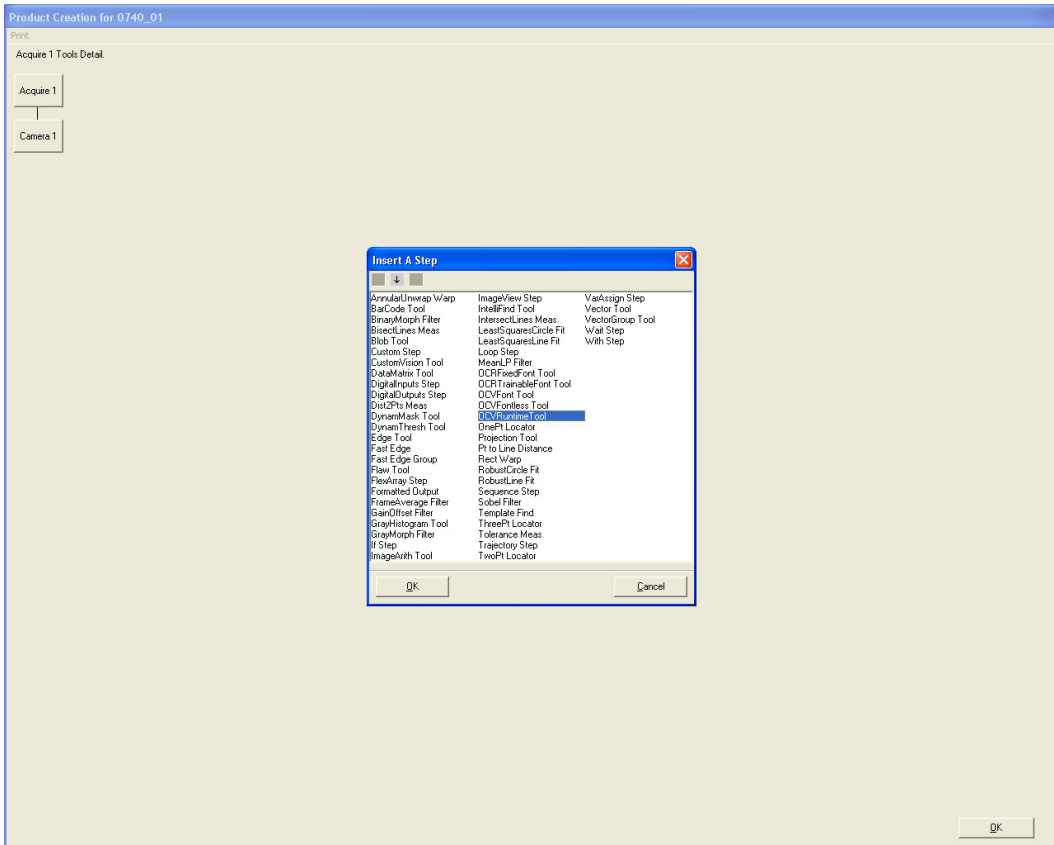 Product Creation for 0740_01
Print
Acquire 1 Tools Detail.
Acquire 1
Camera 1
Insert A Step
AnnularUnwrap Warp
BarCode Tool
BinaryMorph Filter
BisectLines Meas
Blob Tool
Custom Step
CustomVision Tool
DataMatrix Tool
DigitalInputs Step
DigitalOutputs Step
Dist2Pts Meas
DynamMask Tool
DynamThresh Tool
Edge Tool
Fast Edge
Fast Edge Group
Flaw Tool
FlexArray Step
Formatted Output
FrameAverage Filter
GainOffset Filter
GrayHistogram Tool
GrayMorph Filter
If Step
ImageArith Tool
ImageView Step
IntelliFind Tool
IntersectLines Meas
LeastSquaresCircle Fit
LeastSquaresLine Fit
Loop Step
MeanLP Filter
OCRFixedFont Tool
OCRTrainableFont Tool
OCVFont Tool
OCVFontless Tool
OCVRuntimeTool
OnePt Locator
Projection Tool
Pt to Line Distance
Rect Warp
RobustCircle Fit
RobustLine Fit
Sequence Step
Sobel Filter
Template Find
ThreePt Locator
Tolerance Meas
Trajectory Step
TwoPt Locator
VarAssign Step
Vector Tool
VectorGroup Tool
Wait Step
With Step
OK
Cancel
OK